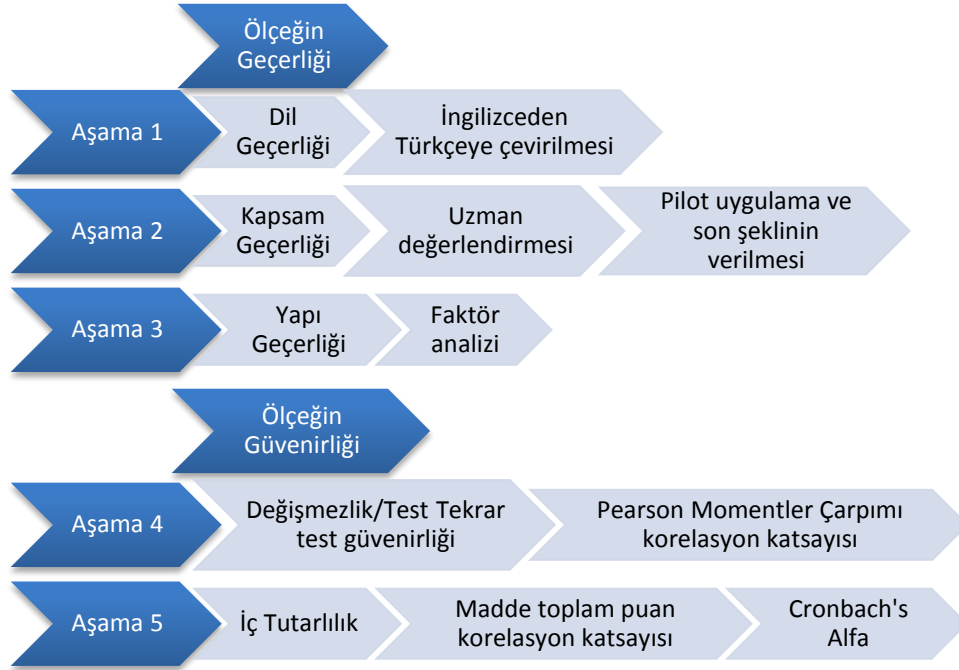 Ölçeğin
Geçerliği
Aşama 1
Dil
Geçerliği
İngilizceden
Türkçeye çevirilmesi
Aşama 2
Kapsam
Geçerliği
Uzman
değerlendirmesi
Pilot uygulama ve
son şeklinin
verilmesi
Aşama 3
Yapı
Geçerliği
Faktör
analizi
Ölçeğin
Güvenirliği
Aşama 4
Değişmezlik/Test Tekrar
test güvenirliği
Pearson Momentler Çarpımı
korelasyon katsayısı
Aşama 5
İç Tutarlılık
Madde toplam puan
korelasyon katsayısı
Cronbach's
Alfa